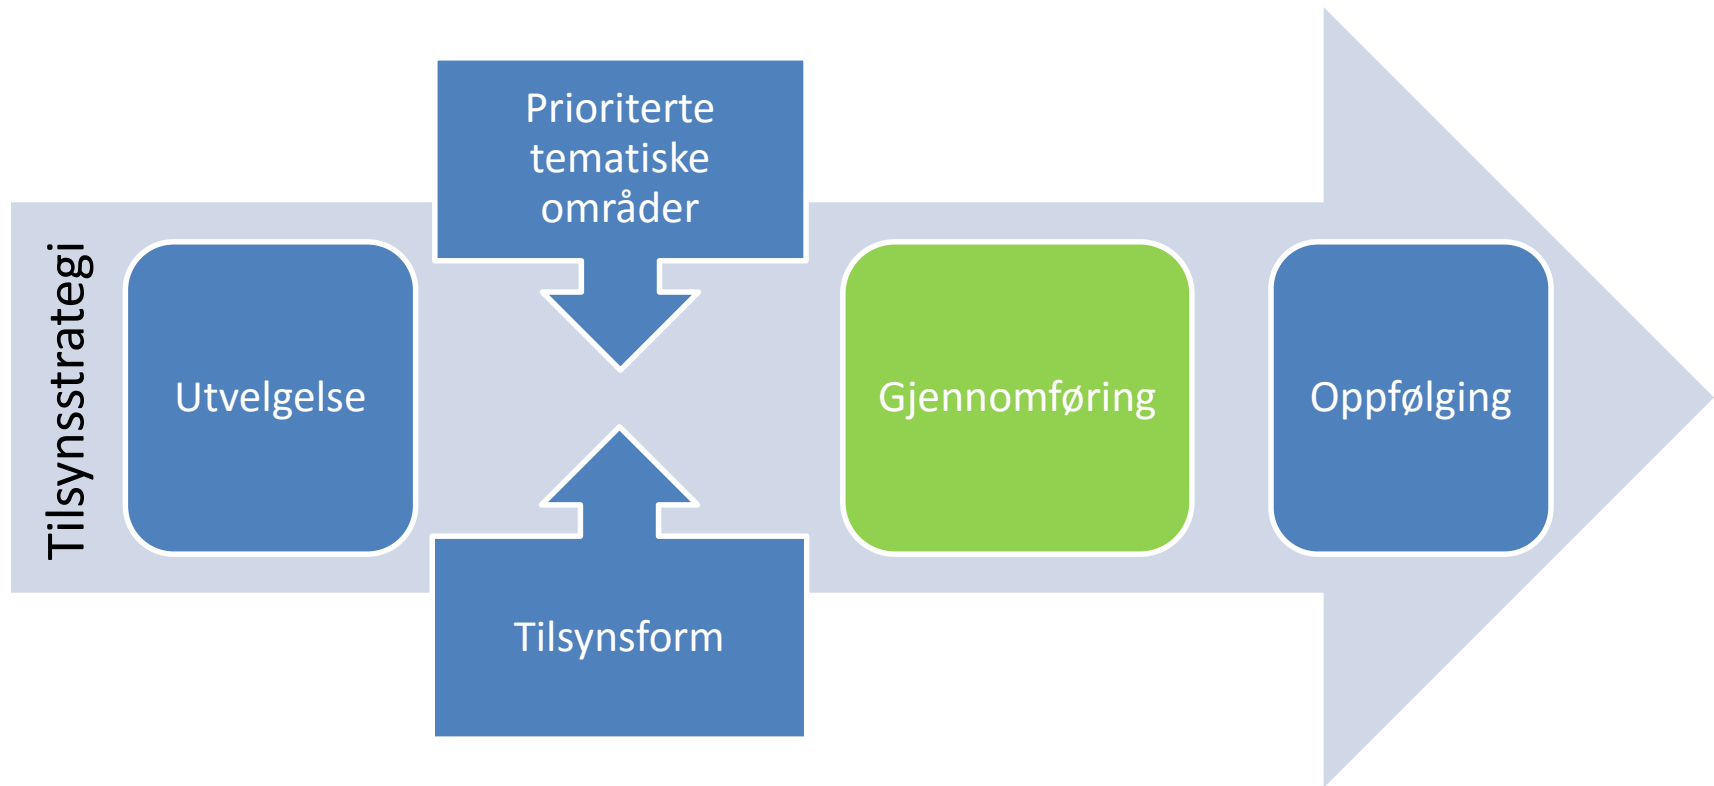 Tilsynsstrategi
Utvelgelse
Prioriterte
tematiske
områder
Tilsynsform
Gjennomføring
Oppfølging